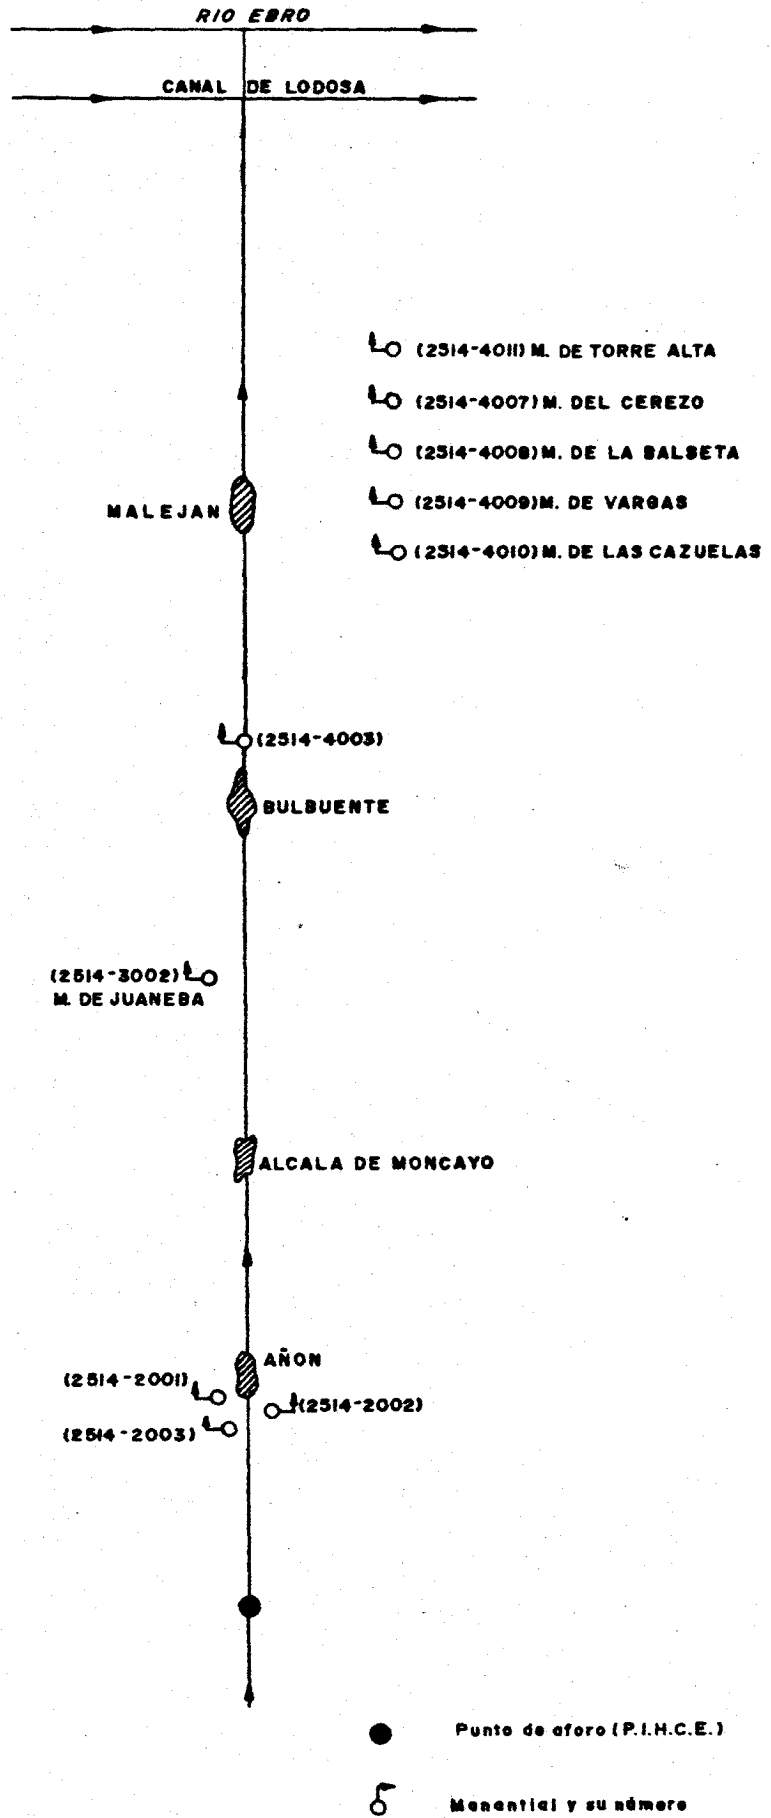 RIO EBRO
CANAL DE LODOSA
(2514-4011) M. DE TORRE ALTA
(2514-4007) M. DEL CEREZO
(2514-4008) M. DE LA BALSETA
MALEJAN
(2514-4009) M. DE VARGAS
(2514-4010) M. DE LAS CAZUELAS
(2514-4003)
BULBUENTE
(2514-3002)
M. DE JUANEBA
ALCALA DE MONCAYO
AÑON
(2514-2001)
(2514-2002)
(2514-2003)
Punto de aforo (P.I.H.C.E.)
Manantial y su número